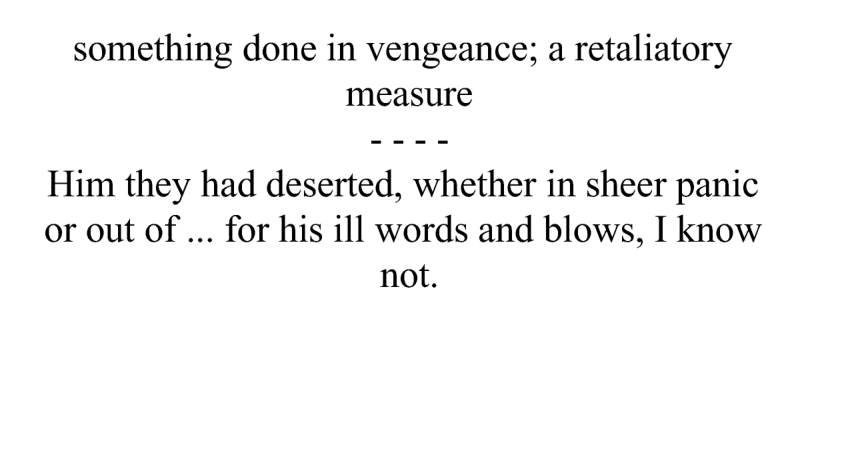 something done in vengeance; a retaliatory
measure
- - - -
Him they had deserted, whether in sheer panic
or out of ... for his ill words and blows, I know
not.